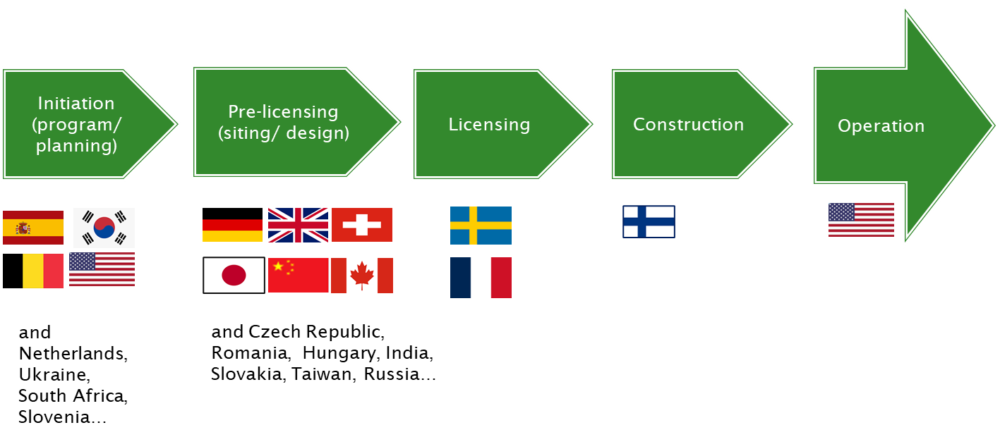 Initiation
(program/
planning)
Pre-licensing
(siting/ design)
Licensing
Construction
Operation
and
Netherlands,
Ukraine,
South Africa,
Slovenia...
and Czech Republic,
Romania,  Hungary, India,
Slovakia, Taiwan, Russia...